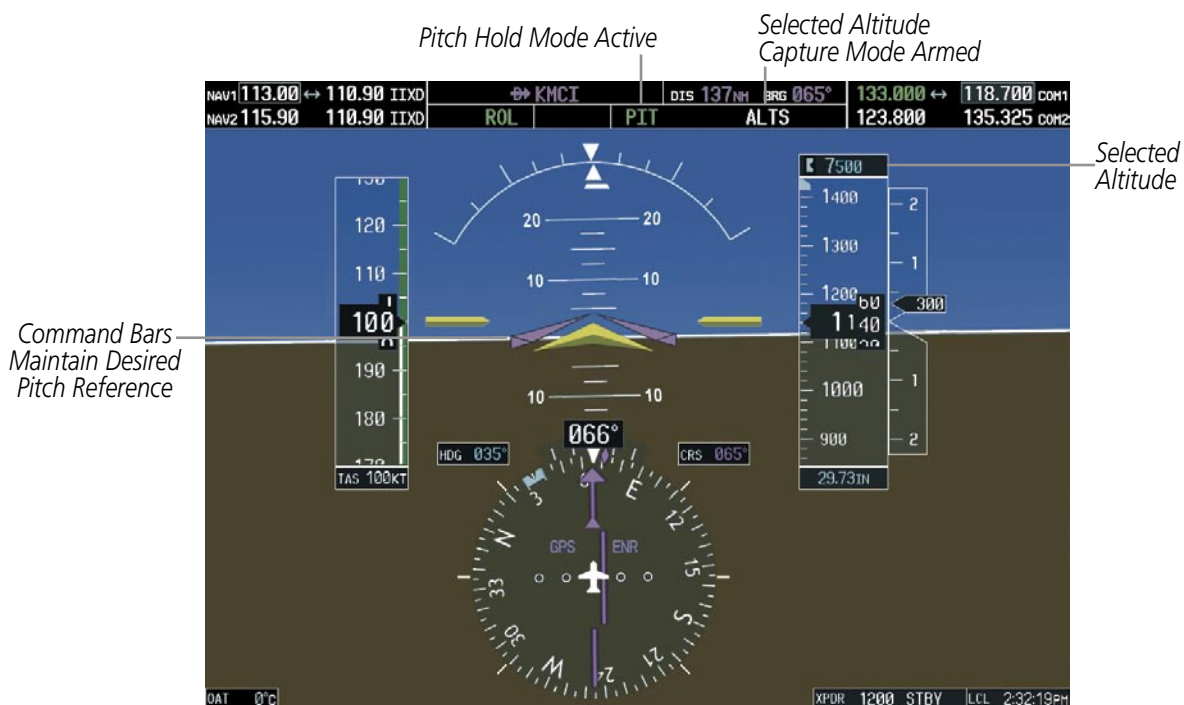 Pitch Hold Mode Active
Selected Altitude
Capture Mode Armed
NAV1 113.00 ↔ 110.90 IIXD
KMCI
DIS 137NM BRG 065°
133.000 ↔ 118.700 COM1
NAV2 115.90 110.90 IIXD
ROL PIT ALTS
123.800 135.325 COM2
Selected
Altitude
7500
130
120
110
100
190
180
170
TAS 100KT
20 20
10 10
10 10
1400
1300
1200
1140
1100
1000
900
60
20
2
1
300
1
2
29.73IN
Command Bars
Maintain Desired
Pitch Reference
066°
HDG 035°
CRS 065°
GPS ENR
N 3 6 E 12 15 S 21 24 W 30 33
OAT 0°C
XPDR 1200 STBY LCL 2:32:19PM